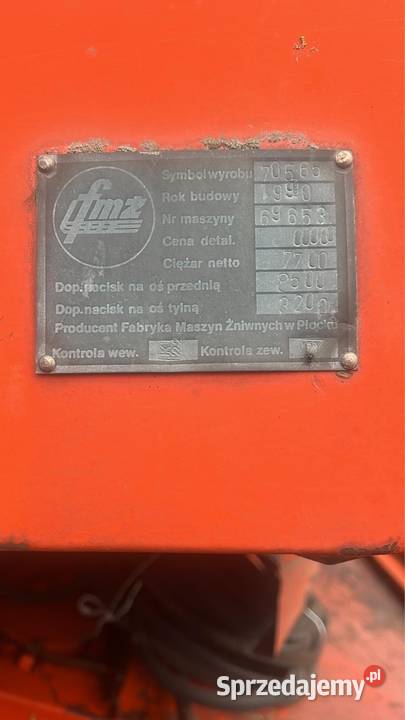 fmż
Symbol wyrobu 70565
Rok budowy 1990
Nr maszyny 69653
Cena detal. 0.00
Ciężar netto 7700
Dop.nacisk na oś przednią 8500
Dop.nacisk na oś tylną 3200
Producent Fabryka Maszyn Żniwnych w Płocku
Kontrola wew. Kontrola zew.
Sprzedajemy.pl